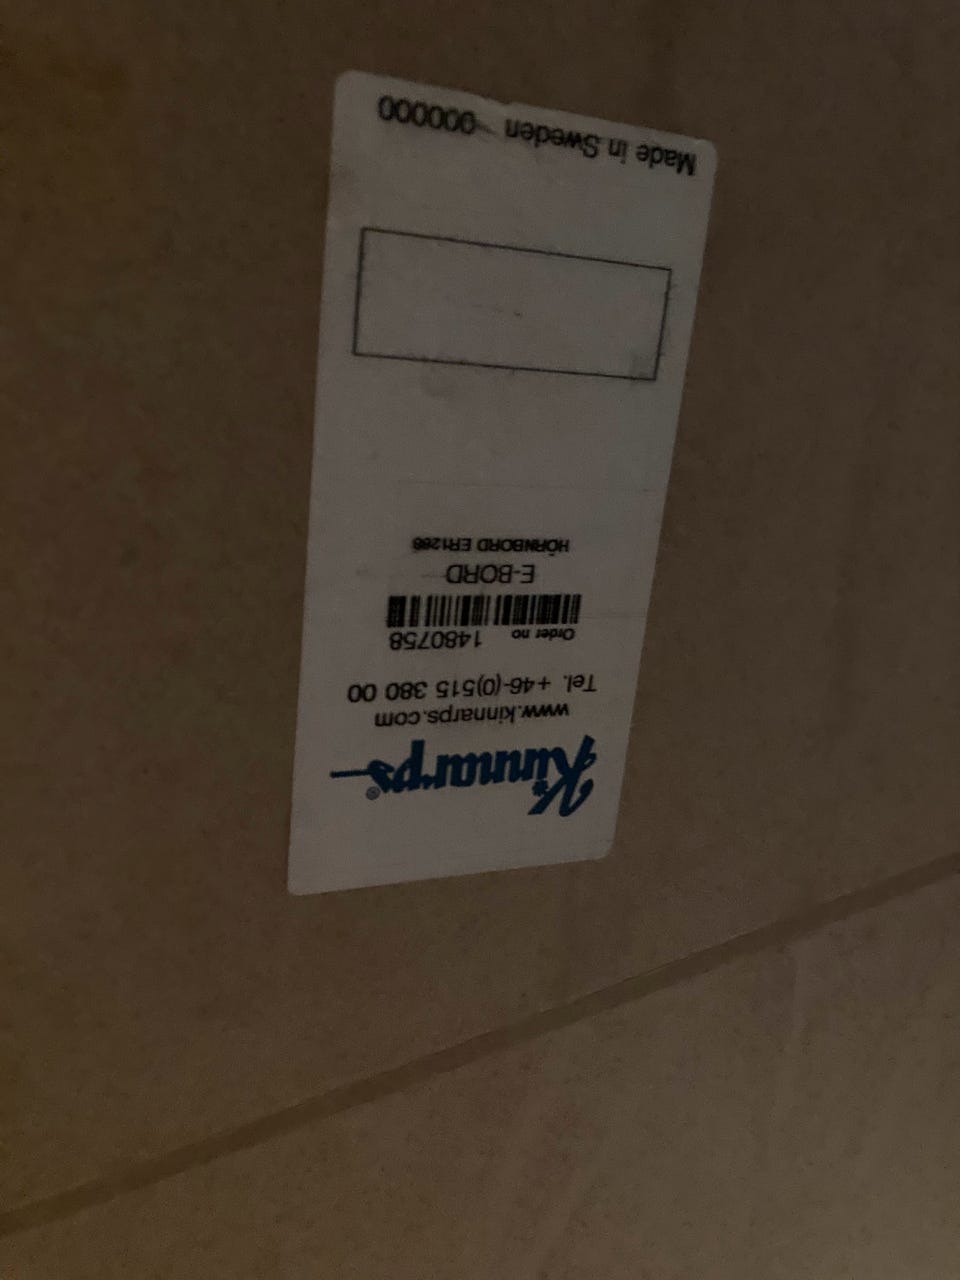 Kinnarps®
www.kinnarps.com
Tel. +46-(0)515 380 00
Order no 1480758
E-BORD
HÖRNBORD ER1266
Made in Sweden 000000